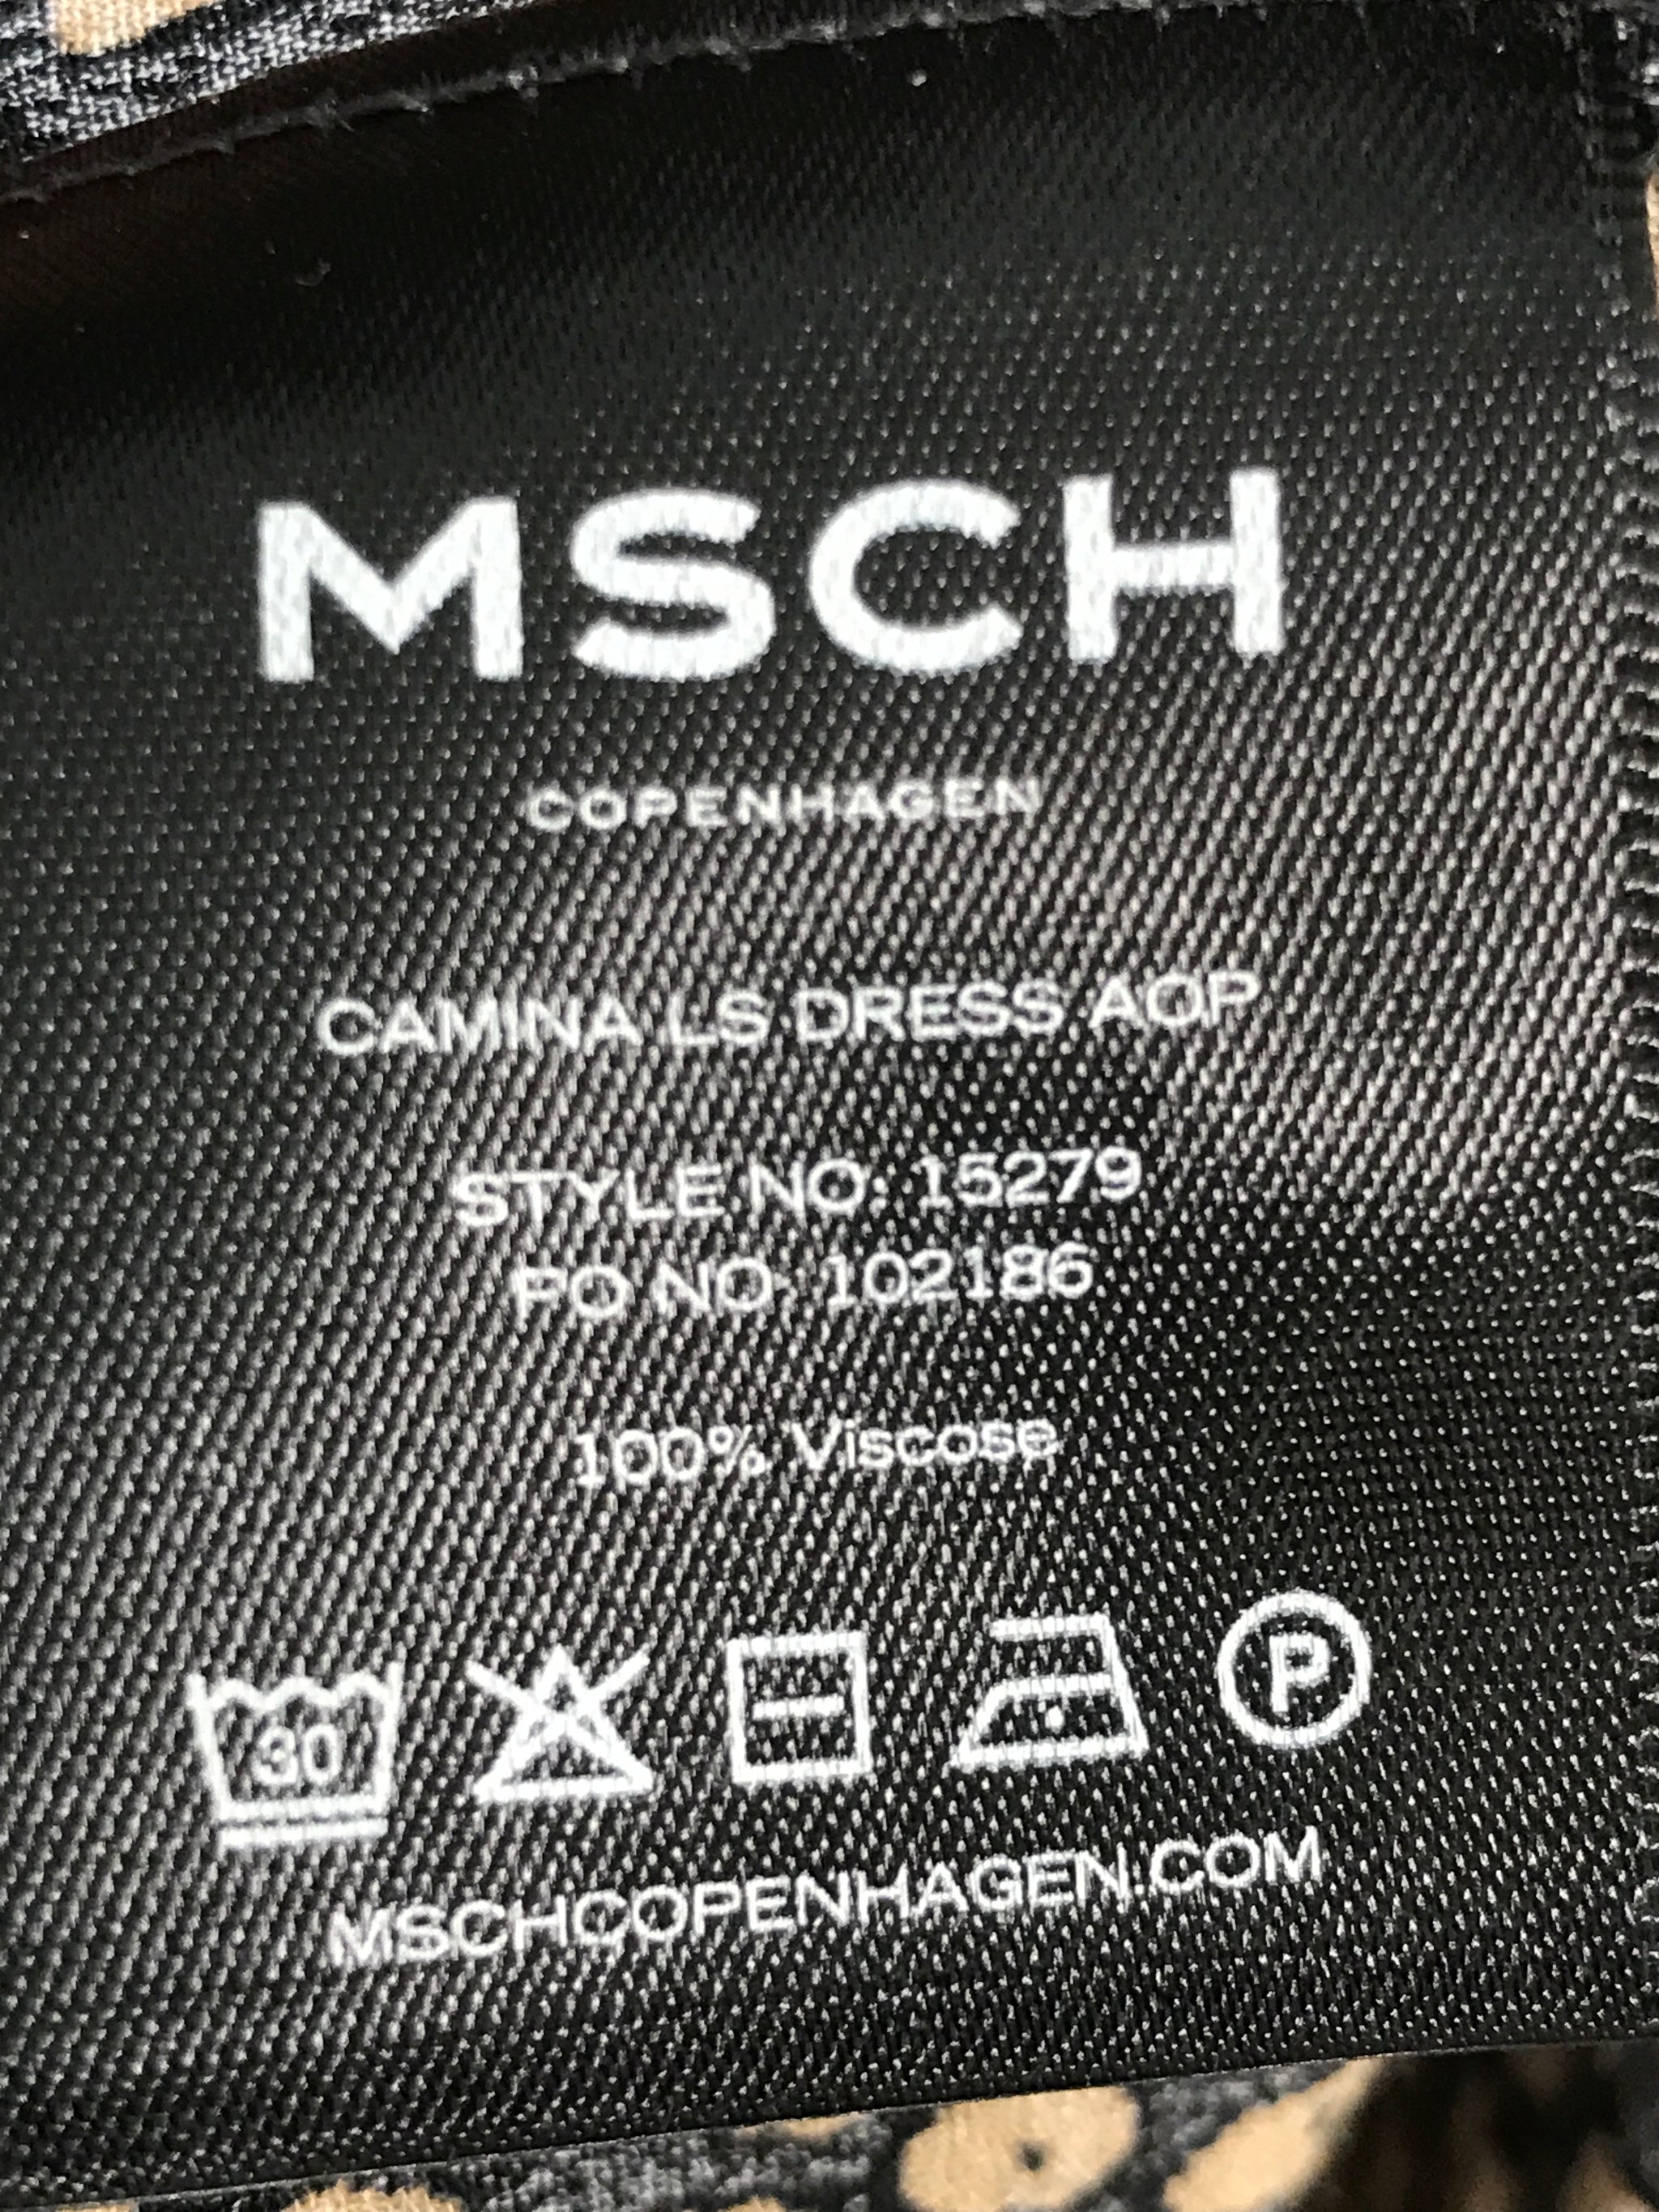 MSCH
COPENHAGEN
CAMINA LS DRESS AOP
STYLE NO: 15279
PO NO: 102186
100% Viscose
30
P
MSCHCOPENHAGEN.COM